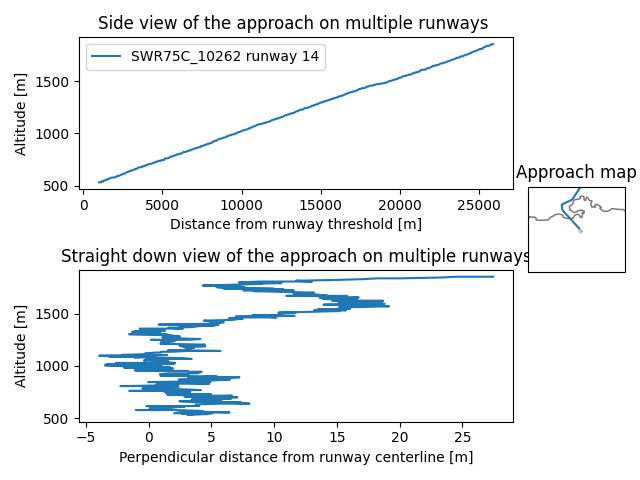 Side view of the approach on multiple runways
SWR75C_10262 runway 14
Altitude [m]
1500
1000
500
0 5000 10000 15000 20000 25000
Distance from runway threshold [m]
Approach map
Straight down view of the approach on multiple runways
Altitude [m]
1500
1000
500
−5 0 5 10 15 20 25
Perpendicular distance from runway centerline [m]